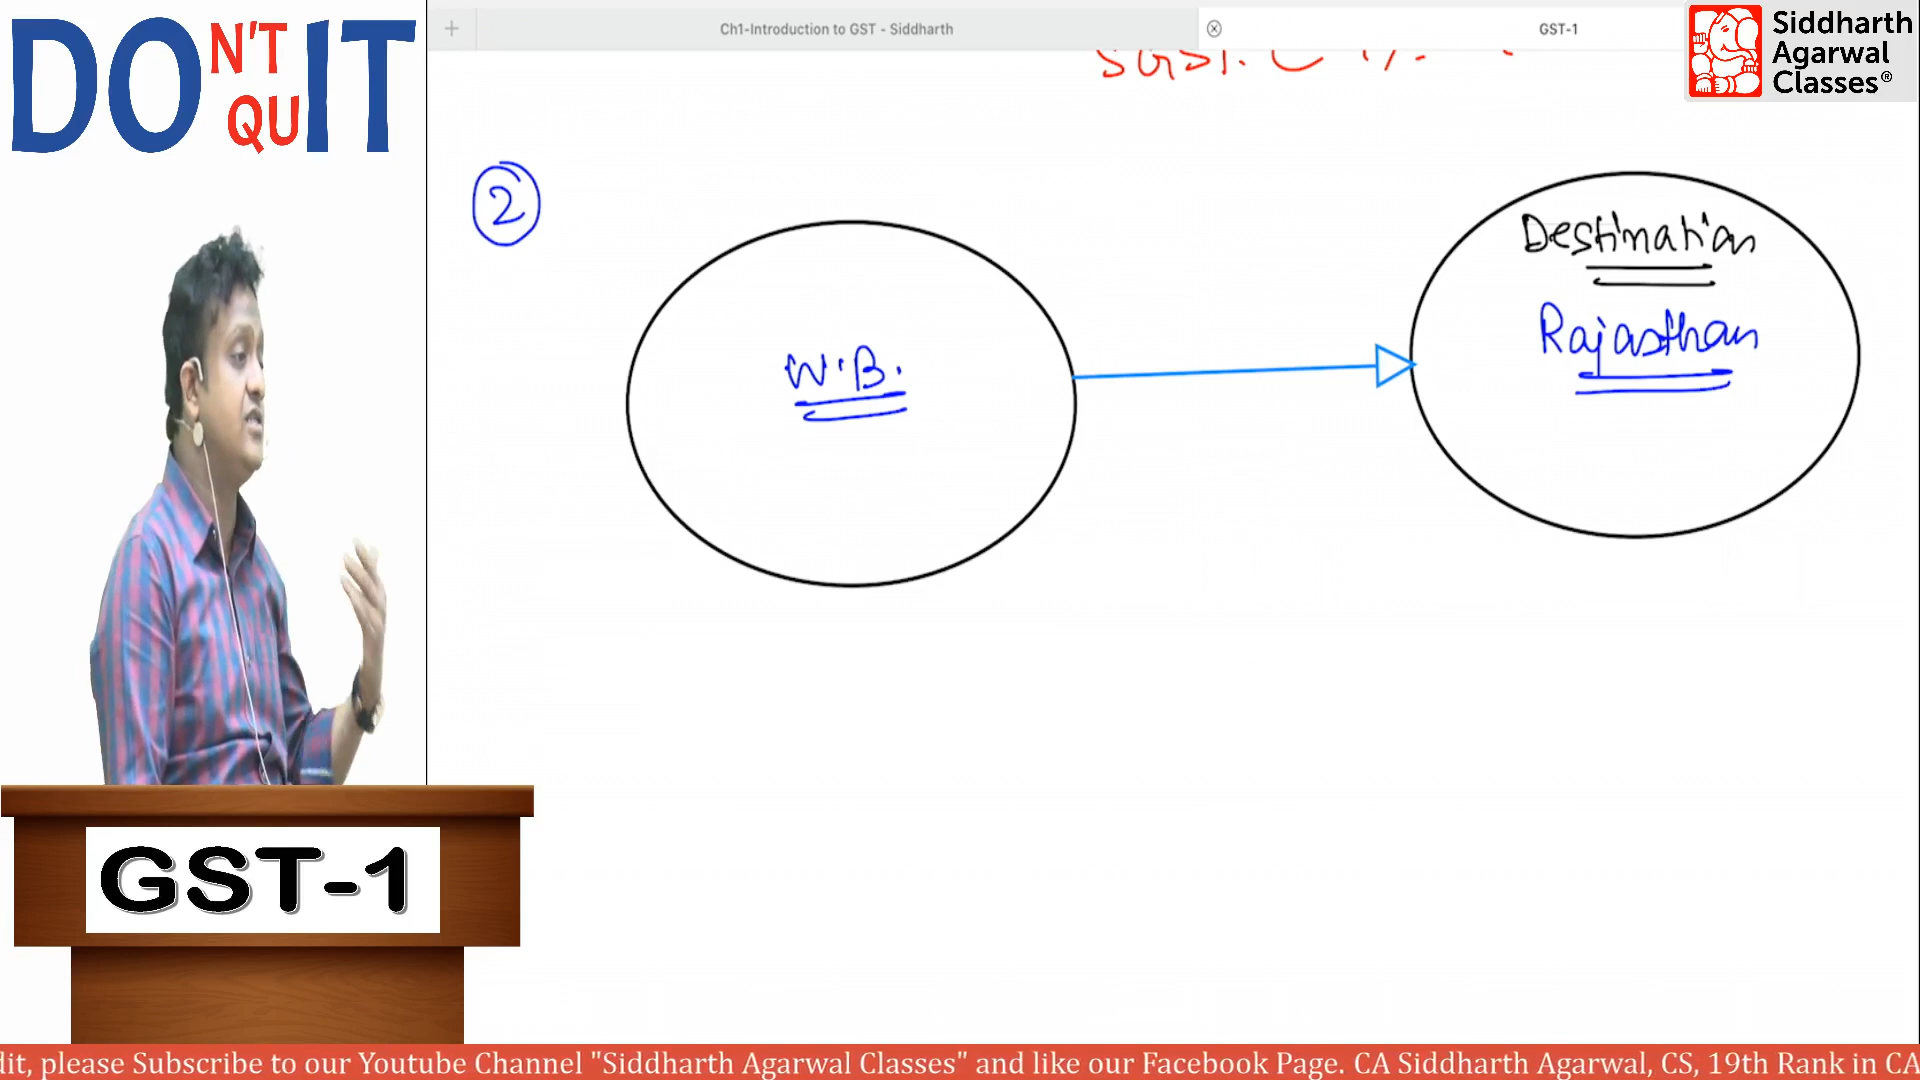 DON'T QUIT
Ch1-Introduction to GST - Siddharth
GST-1
Siddharth
Agarwal
Classes®
2
Destination
Rajasthan
W.B.
GST-1
dit, please Subscribe to our Youtube Channel "Siddharth Agarwal Classes" and like our Facebook Page. CA Siddharth Agarwal, CS, 19th Rank in CA